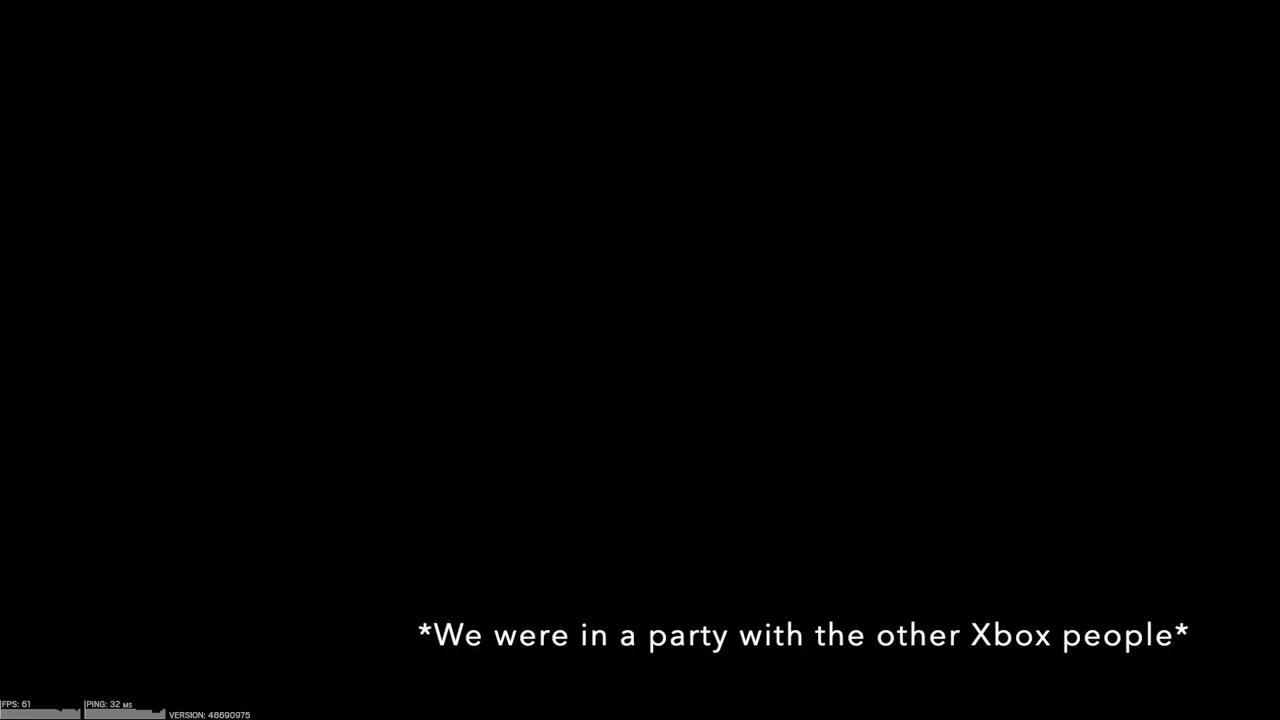 *We were in a party with the other Xbox people*
FPS: 61 PING: 32 MS VERSION: 48690975